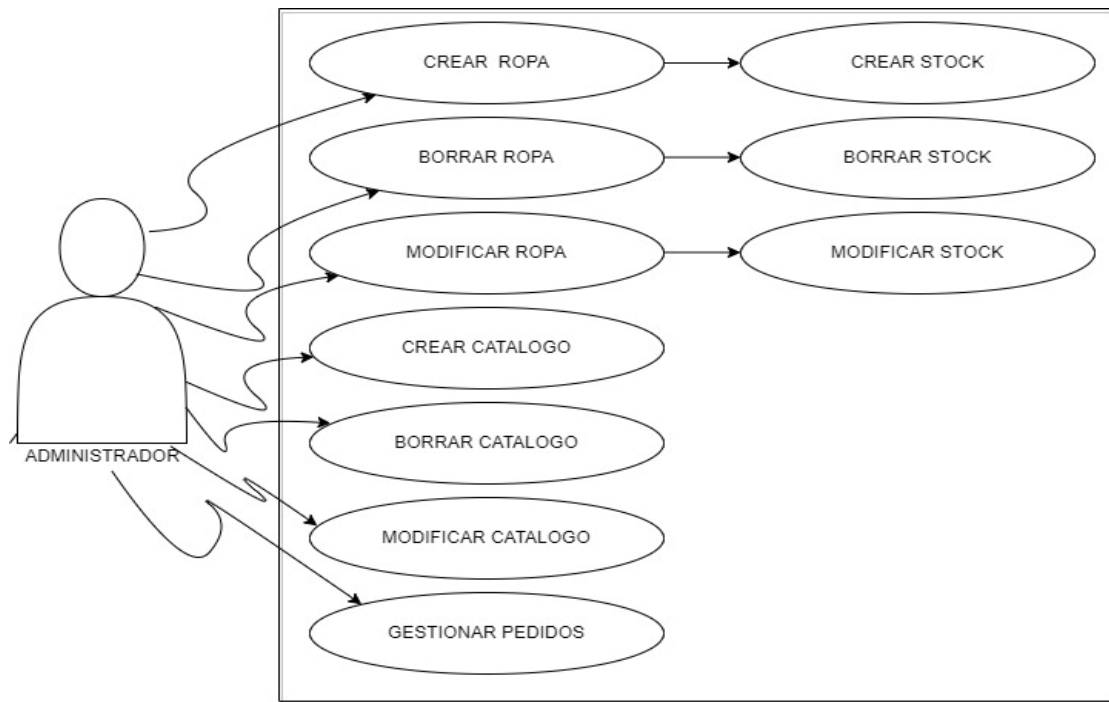 CREAR ROPA
CREAR STOCK
BORRAR ROPA
BORRAR STOCK
MODIFICAR ROPA
MODIFICAR STOCK
CREAR CATALOGO
BORRAR CATALOGO
ADMINISTRADOR
MODIFICAR CATALOGO
GESTIONAR PEDIDOS